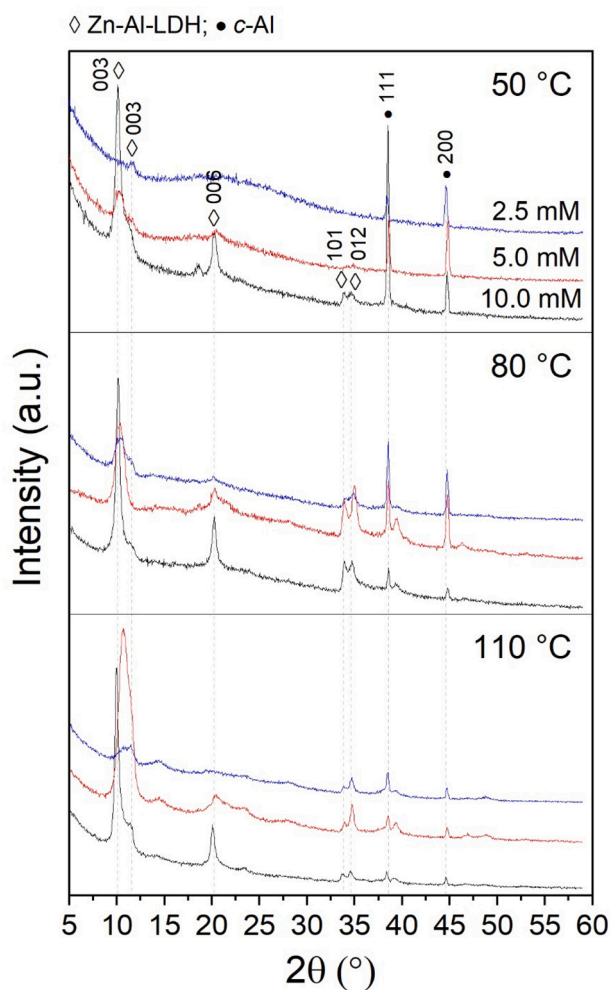 ◊ Zn-Al-LDH; ● c-Al
003
003
006
101
012
111
200
50 °C
2.5 mM
5.0 mM
10.0 mM
80 °C
110 °C
Intensity (a.u.)
5 10 15 20 25 30 35 40 45 50 55 60
2θ (°)